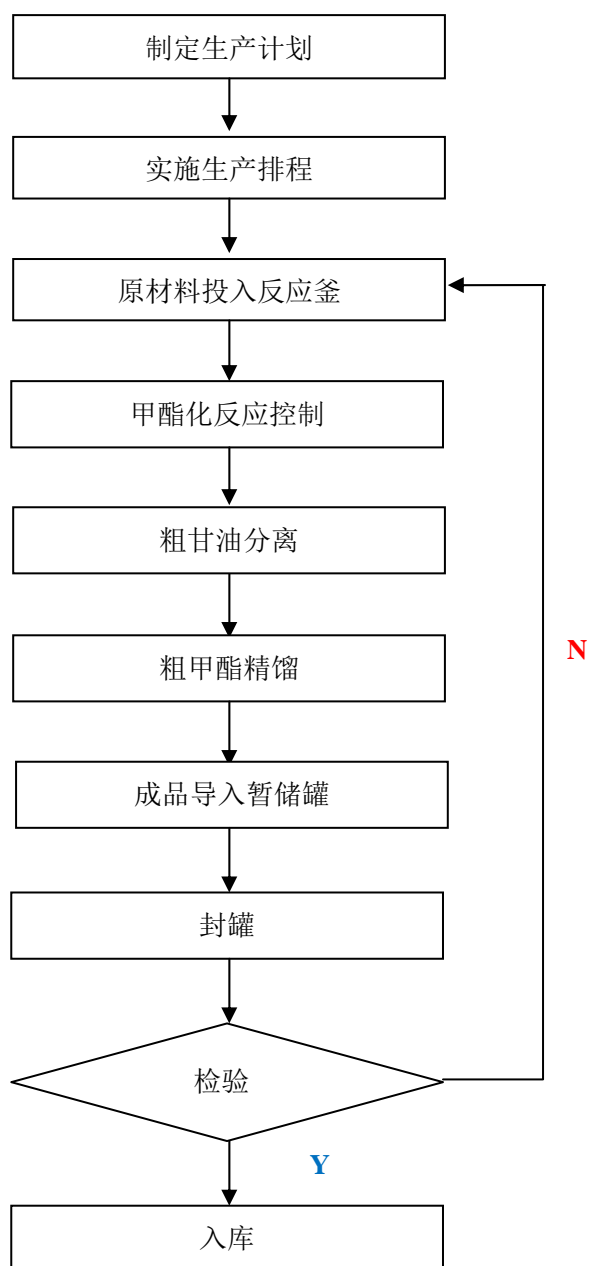 制定生产计划
实施生产排程
原材料投入反应釜
甲酯化反应控制
粗甘油分离
粗甲酯精馏
N
成品导入暂储罐
封罐
检验
Y
入库